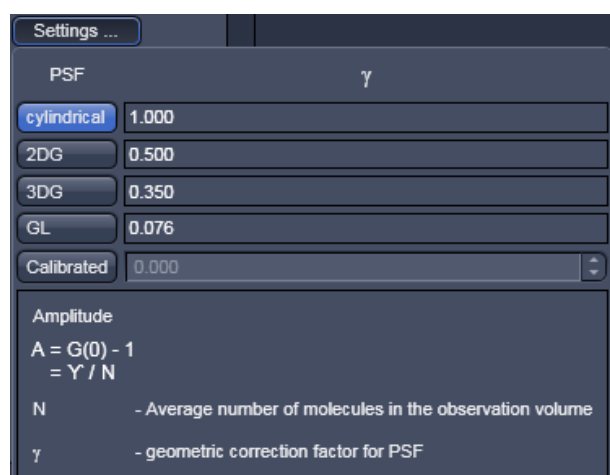 Settings ...
PSF γ
cylindrical 1.000
2DG 0.500
3DG 0.350
GL 0.076
Calibrated 0.000
Amplitude
A = G(0) - 1
= ϒ / N
N - Average number of molecules in the observation volume
γ - geometric correction factor for PSF